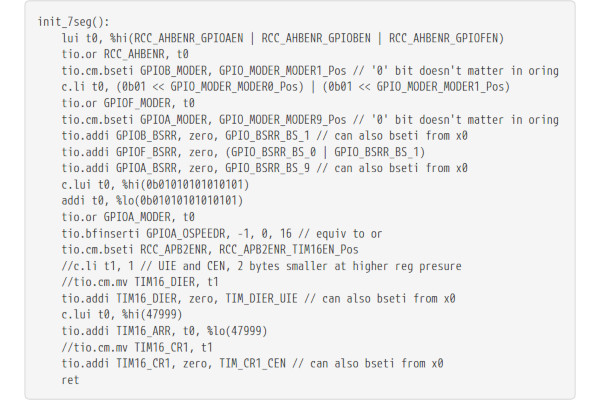 init_7seg():
lui t0, %hi(RCC_AHBENR_GPIOAEN | RCC_AHBENR_GPIOBEN | RCC_AHBENR_GPIOFEN)
tio.or RCC_AHBENR, t0
tio.cm.bseti GPIOB_MODER, GPIO_MODER_MODER1_Pos // '0' bit doesn't matter in oring
c.li t0, (0b01 << GPIO_MODER_MODER0_Pos) | (0b01 << GPIO_MODER_MODER1_Pos)
tio.or GPIOF_MODER, t0
tio.cm.bseti GPIOA_MODER, GPIO_MODER_MODER9_Pos // '0' bit doesn't matter in oring
tio.addi GPIOB_BSRR, zero, GPIO_BSRR_BS_1 // can also bseti from x0
tio.addi GPIOF_BSRR, zero, (GPIO_BSRR_BS_0 | GPIO_BSRR_BS_1)
tio.addi GPIOA_BSRR, zero, GPIO_BSRR_BS_9 // can also bseti from x0
c.lui t0, %hi(0b01010101010101)
addi t0, %lo(0b01010101010101)
tio.or GPIOA_MODER, t0
tio.bfinserti GPIOA_OSPEEDR, -1, 0, 16 // equiv to or
tio.cm.bseti RCC_APB2ENR, RCC_APB2ENR_TIM16EN_Pos
//c.li t1, 1 // UIE and CEN, 2 bytes smaller at higher reg presure
//tio.cm.mv TIM16_DIER, t1
tio.addi TIM16_DIER, zero, TIM_DIER_UIE // can also bseti from x0
c.lui t0, %hi(47999)
tio.addi TIM16_ARR, t0, %lo(47999)
//tio.cm.mv TIM16_CR1, t1
tio.addi TIM16_CR1, zero, TIM_CR1_CEN // can also bseti from x0
ret